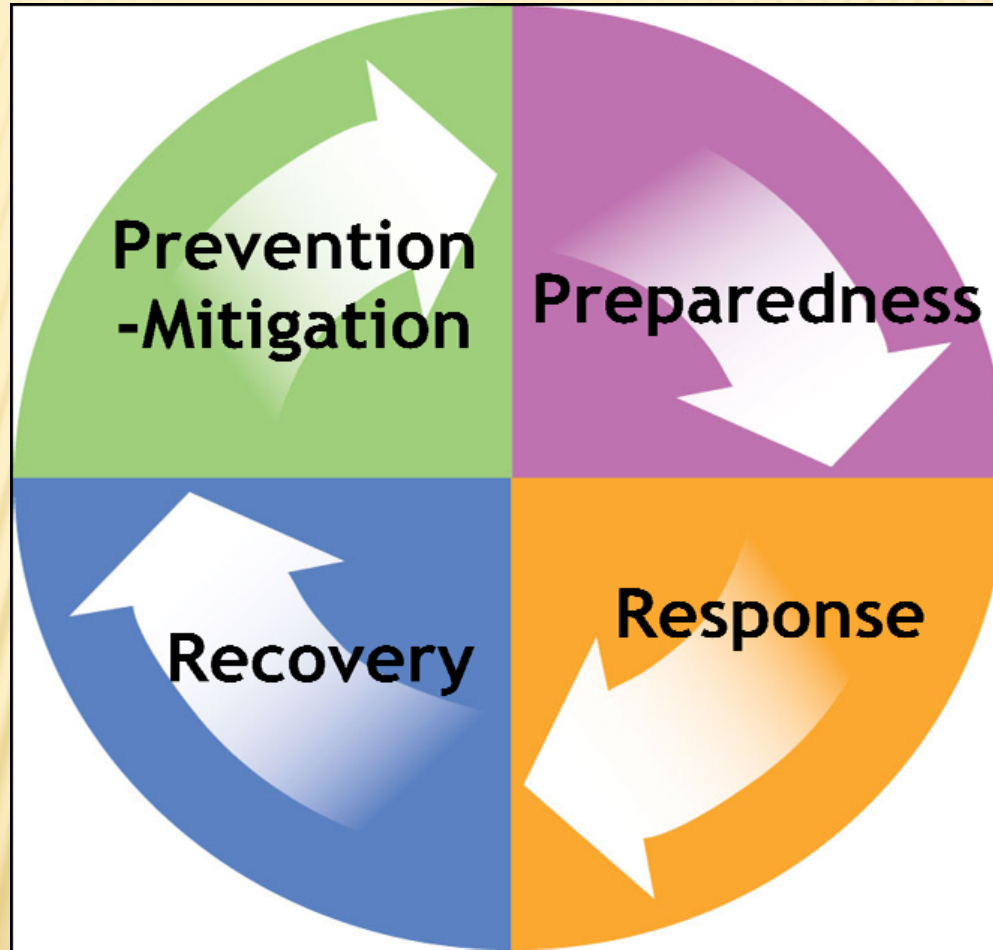 Prevention
-Mitigation
Preparedness
Response
Recovery